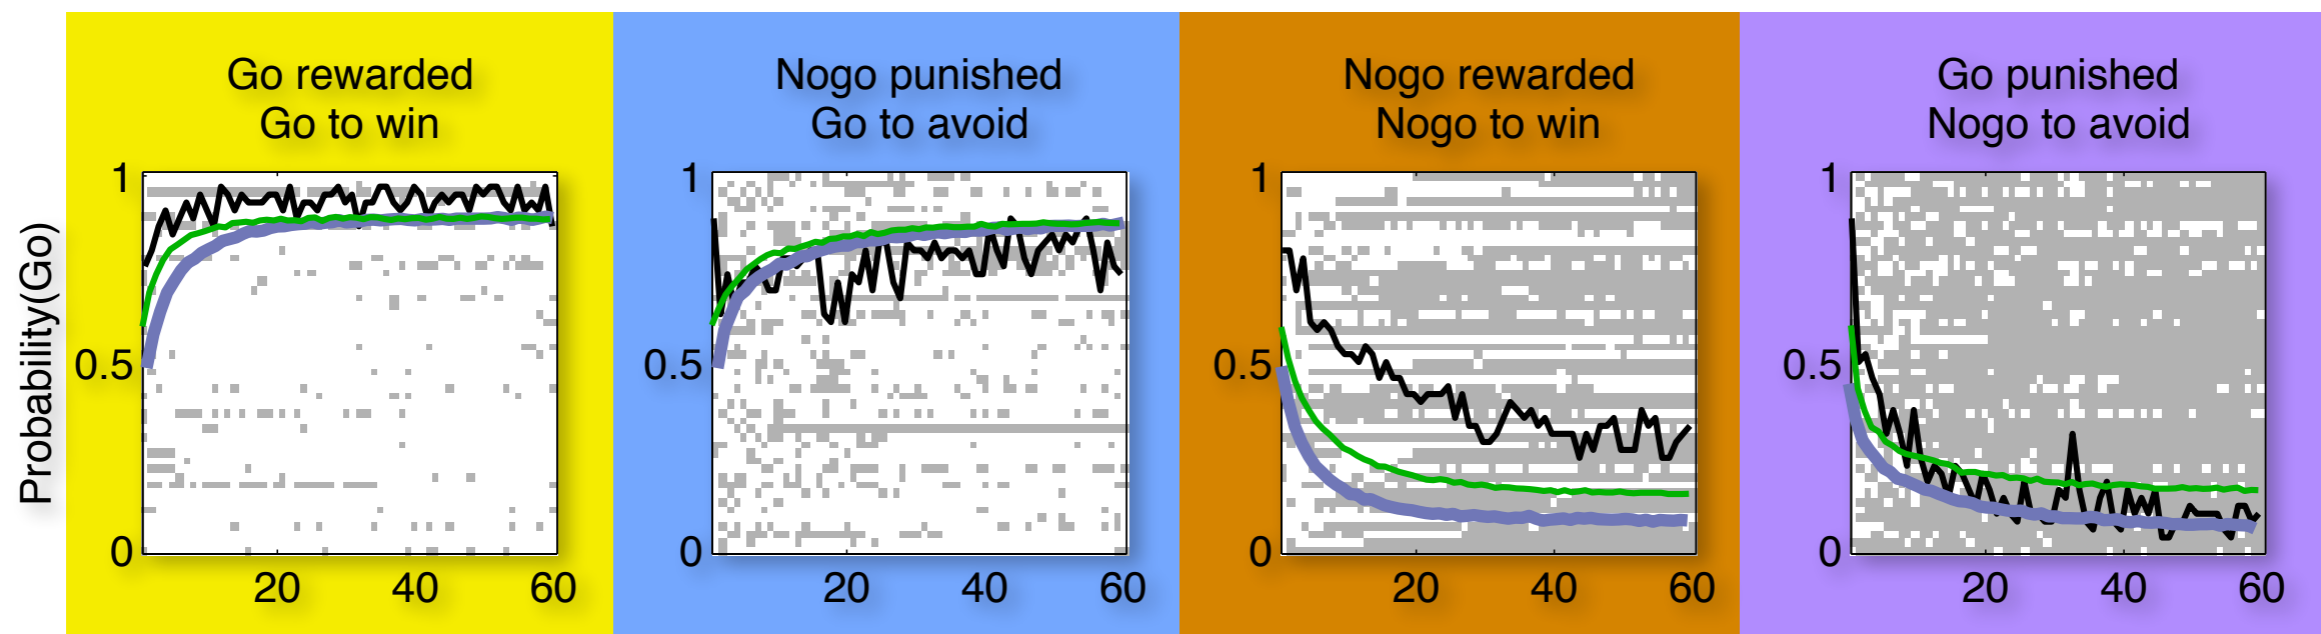 Go rewarded
Go to win
Nogo punished
Go to avoid
Nogo rewarded
Nogo to win
Go punished
Nogo to avoid
Probability(Go)
1
0.5
0
20 40 60
1
0.5
0
20 40 60
1
0.5
0
20 40 60
1
0.5
0
20 40 60